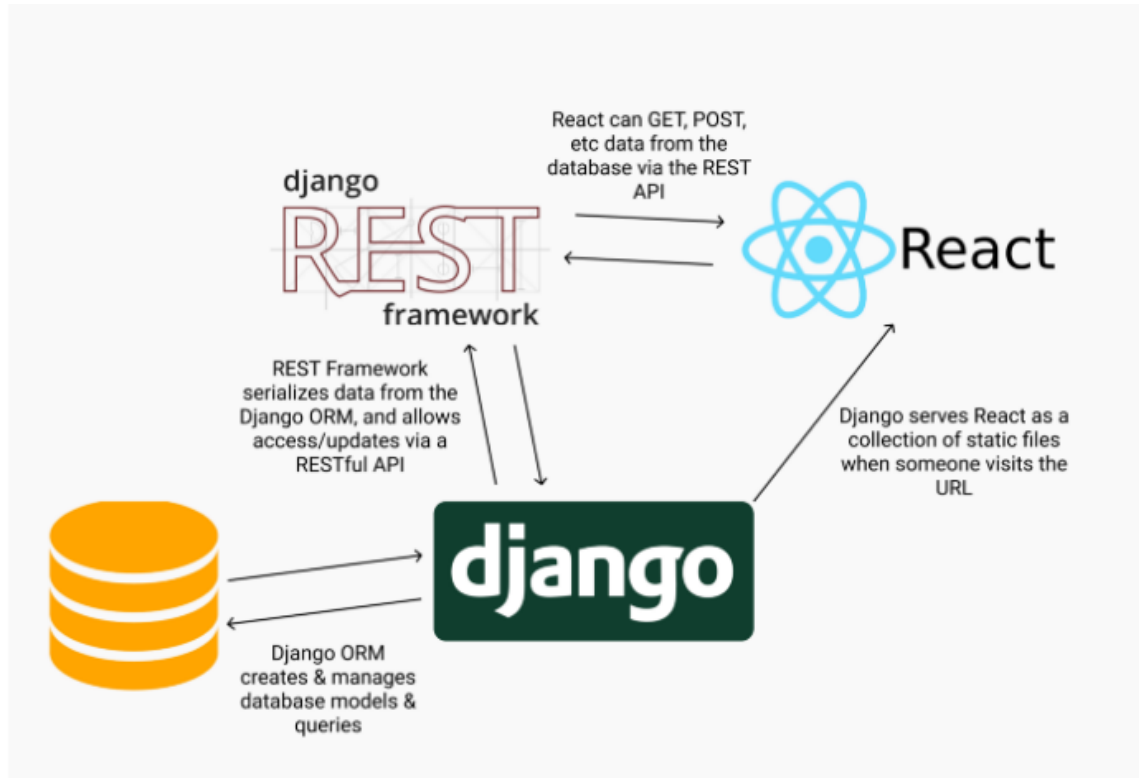 React can GET, POST,
etc data from the
database via the REST
API
django
REST
framework
React
REST Framework
serializes data from the
Django ORM, and allows
access/updates via a
RESTful API
Django serves React as a
collection of static files
when someone visits the
URL
django
Django ORM
creates & manages
database models &
queries